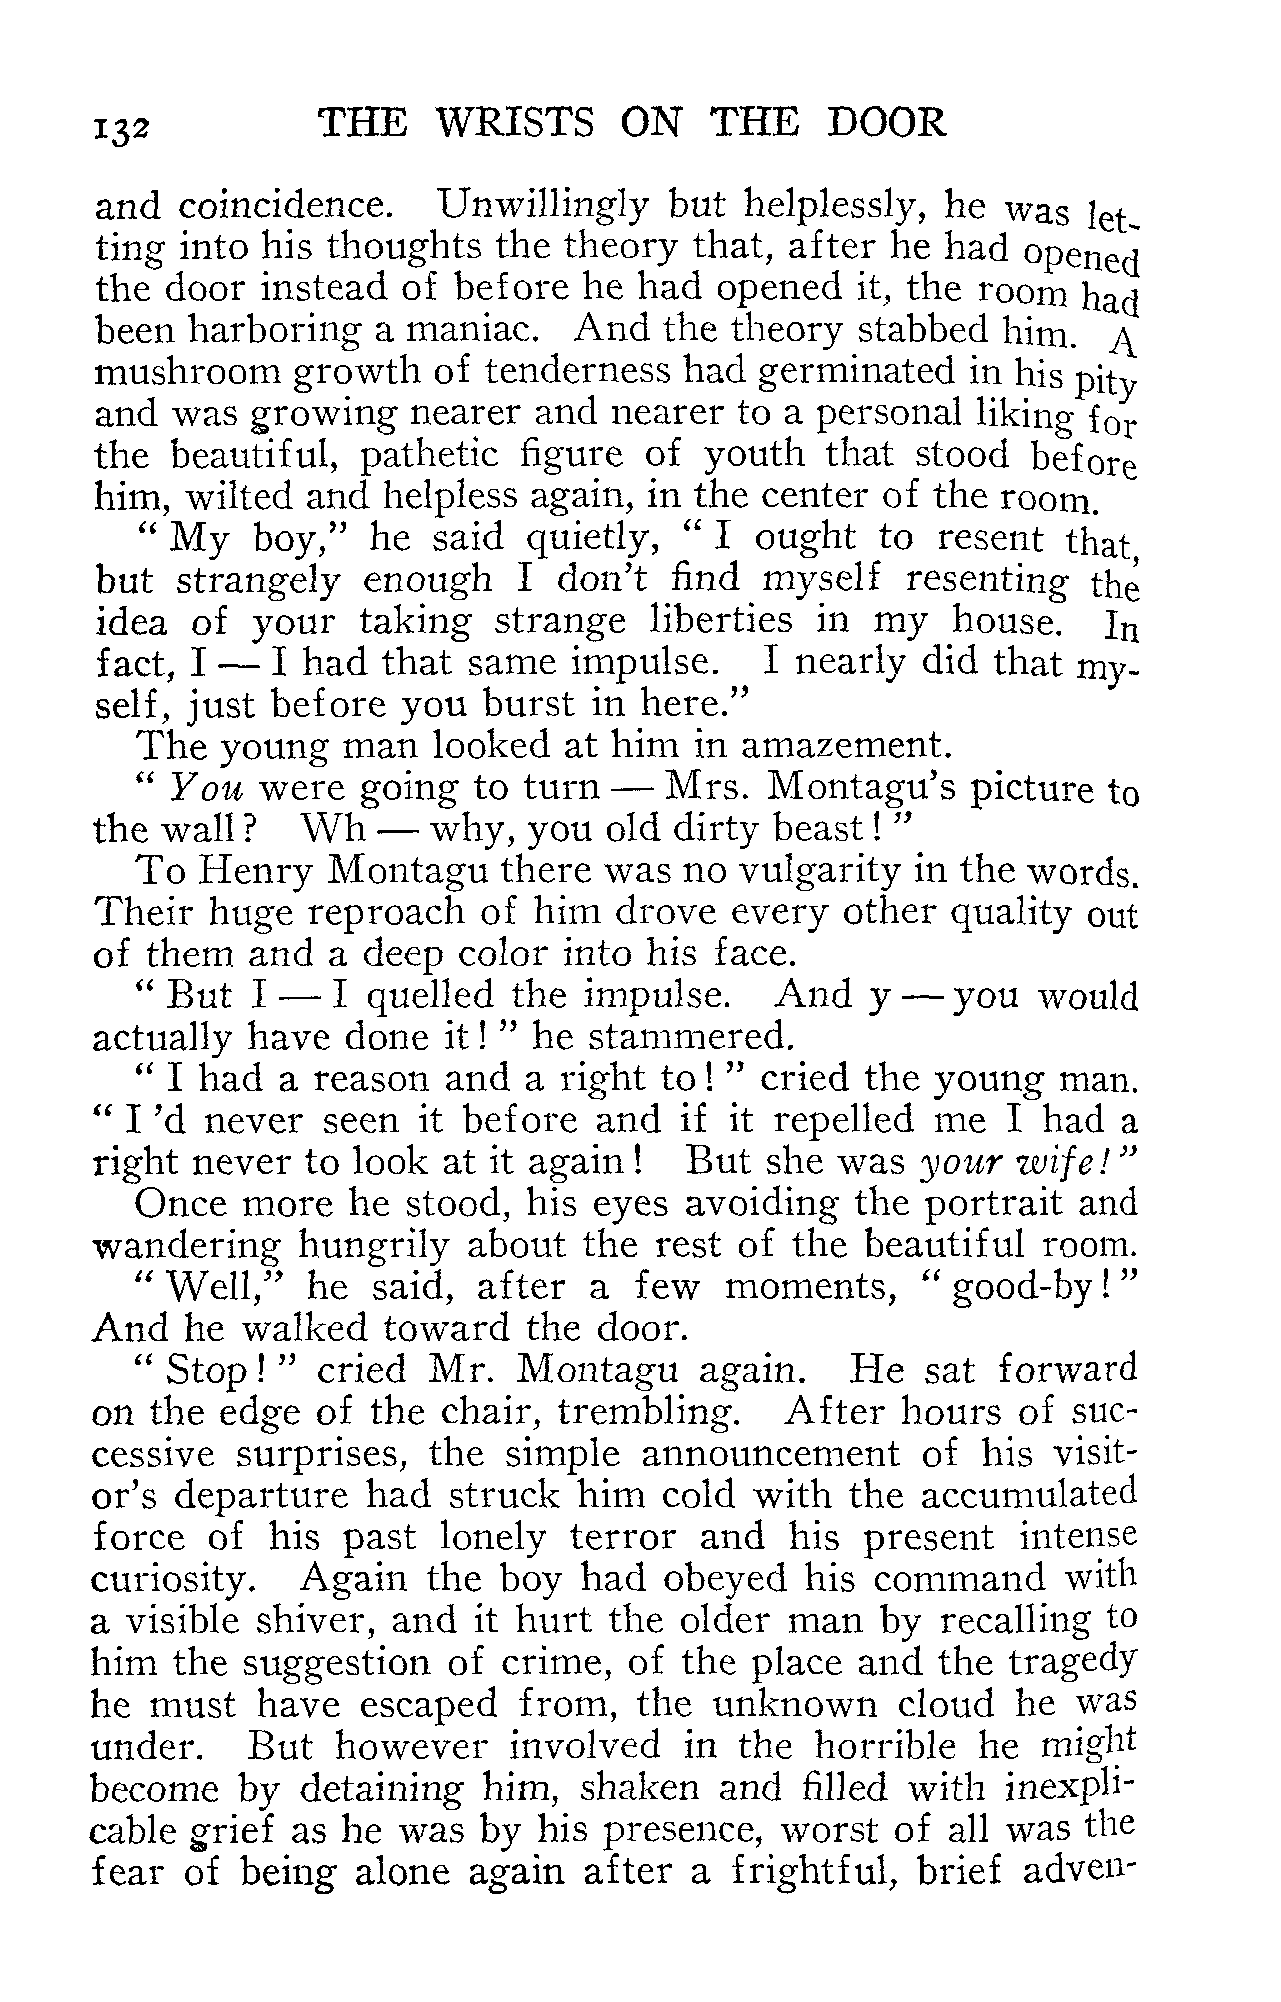 132 THE WRISTS ON THE DOOR
and coincidence. Unwillingly but helplessly, he was let-
ting into his thoughts the theory that, after he had opened
the door instead of before he had opened it, the room had
been harboring a maniac. And the theory stabbed him. A
mushroom growth of tenderness had germinated in his pity
and was growing nearer and nearer to a personal liking for
the beautiful, pathetic figure of youth that stood before
him, wilted and helpless again, in the center of the room.
“ My boy,” he said quietly, “ I ought to resent that,
but strangely enough I don’t find myself resenting the
idea of your taking strange liberties in my house. In
fact, I — I had that same impulse. I nearly did that my-
self, just before you burst in here.”
The young man looked at him in amazement.
“ You were going to turn — Mrs. Montagu’s picture to
the wall? Wh — why, you old dirty beast! ”
To Henry Montagu there was no vulgarity in the words.
Their huge reproach of him drove every other quality out
of them and a deep color into his face.
“ But I — I quelled the impulse. And y — you would
actually have done it! ” he stammered.
“ I had a reason and a right to! ” cried the young man.
“ I ’d never seen it before and if it repelled me I had a
right never to look at it again! But she was your wife! ”
Once more he stood, his eyes avoiding the portrait and
wandering hungrily about the rest of the beautiful room.
“ Well,” he said, after a few moments, “ good-by! ”
And he walked toward the door.
“ Stop! ” cried Mr. Montagu again. He sat forward
on the edge of the chair, trembling. After hours of suc-
cessive surprises, the simple announcement of his visit-
or’s departure had struck him cold with the accumulated
force of his past lonely terror and his present intense
curiosity. Again the boy had obeyed his command with
a visible shiver, and it hurt the older man by recalling to
him the suggestion of crime, of the place and the tragedy
he must have escaped from, the unknown cloud he was
under. But however involved in the horrible he might
become by detaining him, shaken and filled with inexpli-
cable grief as he was by his presence, worst of all was the
fear of being alone again after a frightful, brief adven-